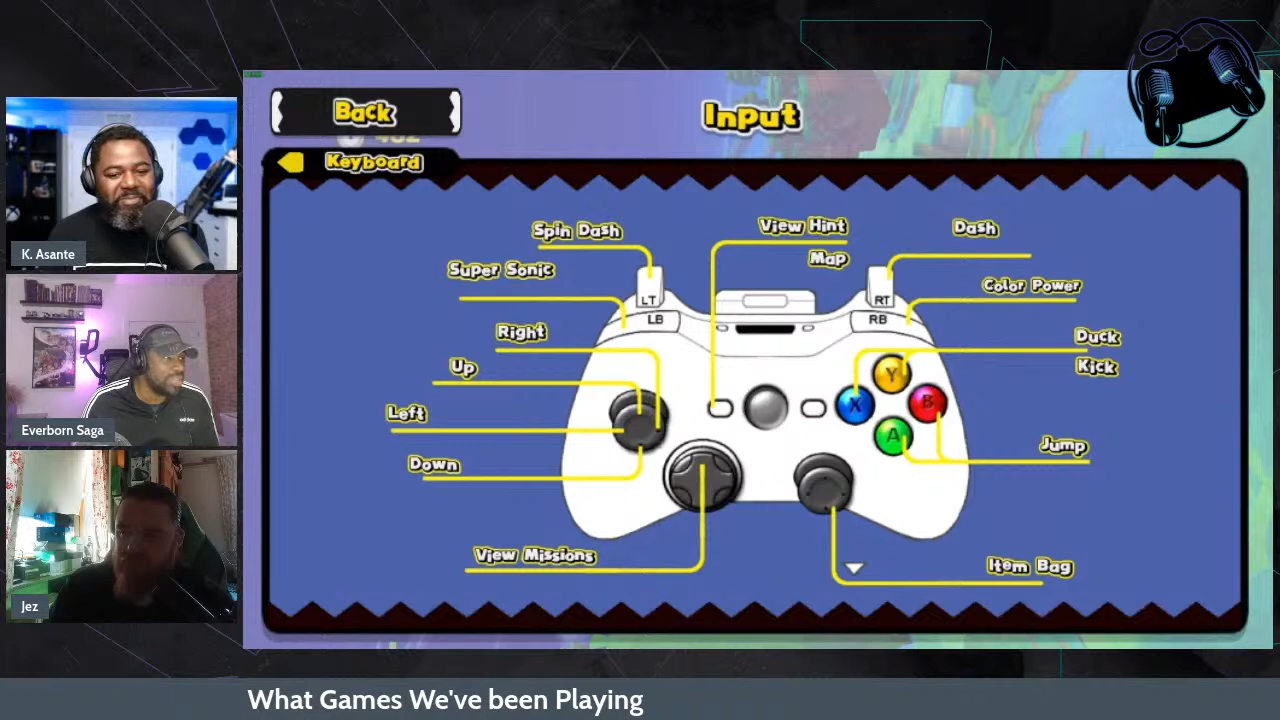 Back
Input
Keyboard
Spin Dash
View Hint
Map
Dash
Super Sonic
Color Power
LT
RT
LB
RB
Right
Duck
Kick
Up
Y
X
B
A
Left
Jump
Down
View Missions
Item Bag
K. Asante
Everborn Saga
adidas
Jez
What Games We've been Playing